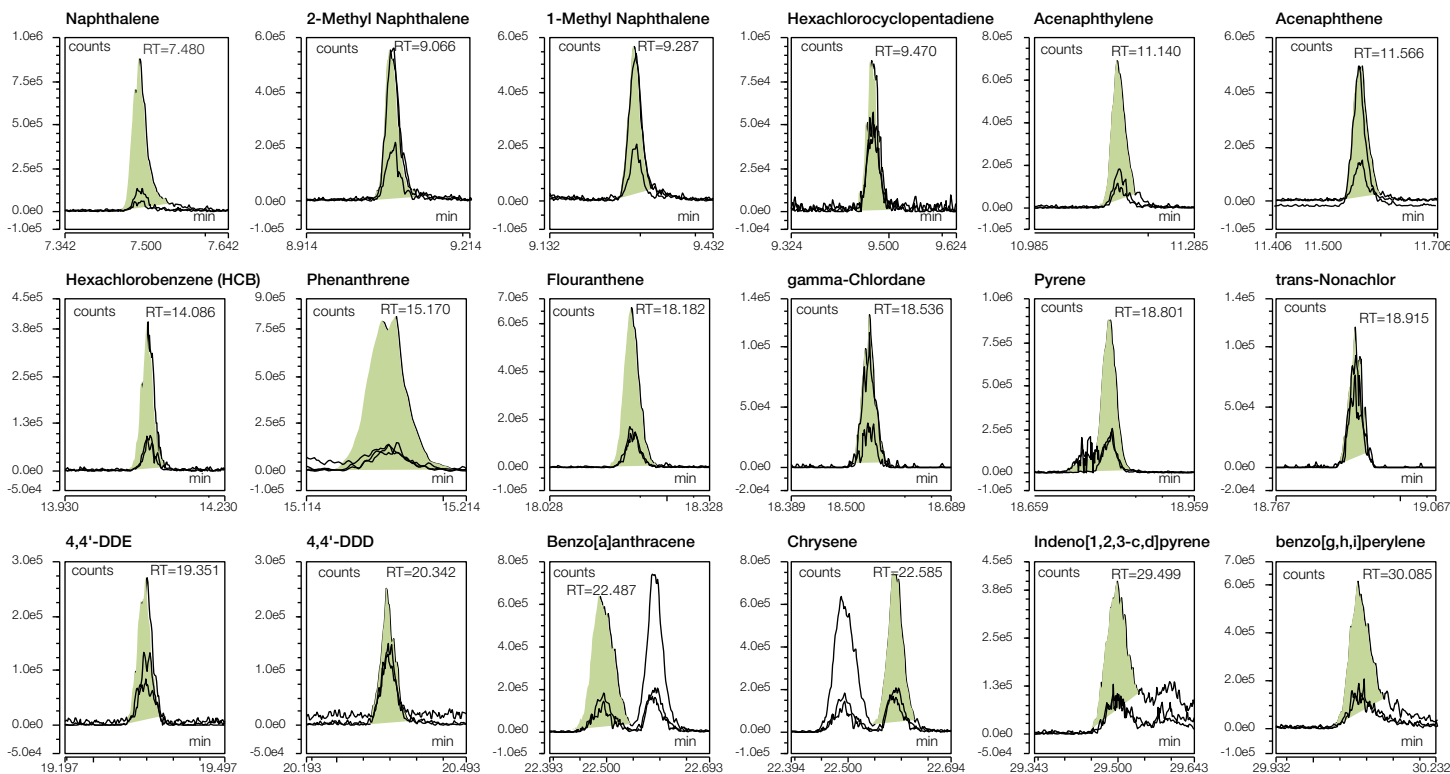 Naphthalene
1.0e6
7.5e5
5.0e5
2.5e5
0.0e0
-1.0e5
counts
RT=7.480
min
7.342 7.500 7.642
2-Methyl Naphthalene
6.0e5
4.0e5
2.0e5
0.0e0
-1.0e5
counts
RT=9.066
min
8.914 9.214
1-Methyl Naphthalene
6.0e5
4.0e5
2.0e5
0.0e0
-1.0e5
counts
RT=9.287
min
9.132 9.432
Hexachlorocyclopentadiene
1.0e5
7.5e4
5.0e4
2.5e4
0.0e0
-1.0e4
counts
RT=9.470
min
9.324 9.500 9.624
Acenaphthylene
8.0e5
6.0e5
4.0e5
2.0e5
0.0e0
-1.0e5
counts
RT=11.140
min
10.985 11.285
Acenaphthene
6.0e5
4.0e5
2.0e5
0.0e0
-1.0e5
counts
RT=11.566
min
11.406 11.500 11.706
Hexachlorobenzene (HCB)
4.5e5
3.8e5
2.5e5
1.3e5
0.0e0
-5.0e4
counts
RT=14.086
min
13.930 14.230
Phenanthrene
9.0e5
7.5e5
5.0e5
2.5e5
0.0e0
-1.0e5
counts
RT=15.170
min
15.114 15.214
Flouranthene
7.0e5
6.0e5
4.0e5
2.0e5
0.0e0
-1.0e5
counts
RT=18.182
min
18.028 18.328
gamma-Chlordane
1.4e5
1.0e5
5.0e4
0.0e0
-2.0e4
counts
RT=18.536
min
18.389 18.500 18.689
Pyrene
1.0e6
7.5e5
5.0e5
2.5e5
0.0e0
-1.0e5
counts
RT=18.801
min
18.659 18.959
trans-Nonachlor
1.4e5
1.0e5
5.0e4
0.0e0
-2.0e4
counts
RT=18.915
min
18.767 19.067
4,4'-DDE
3.0e5
2.0e5
1.0e5
0.0e0
-5.0e4
counts
RT=19.351
min
19.197 19.497
4,4'-DDD
3.0e5
2.0e5
1.0e5
0.0e0
-5.0e4
counts
RT=20.342
min
20.193 20.493
Benzo[a]anthracene
8.0e5
6.0e5
4.0e5
2.0e5
0.0e0
-1.0e5
counts
RT=22.487
min
22.393 22.500 22.693
Chrysene
8.0e5
6.0e5
4.0e5
2.0e5
0.0e0
-1.0e5
counts
RT=22.585
min
22.394 22.500 22.694
Indeno[1,2,3-c,d]pyrene
4.5e5
3.8e5
2.5e5
1.3e5
0.0e0
-5.0e4
counts
RT=29.499
min
29.343 29.500 29.643
benzo[g,h,i]perylene
7.0e5
6.0e5
4.0e5
2.0e5
0.0e0
-1.0e5
counts
RT=30.085
min
29.932 30.232